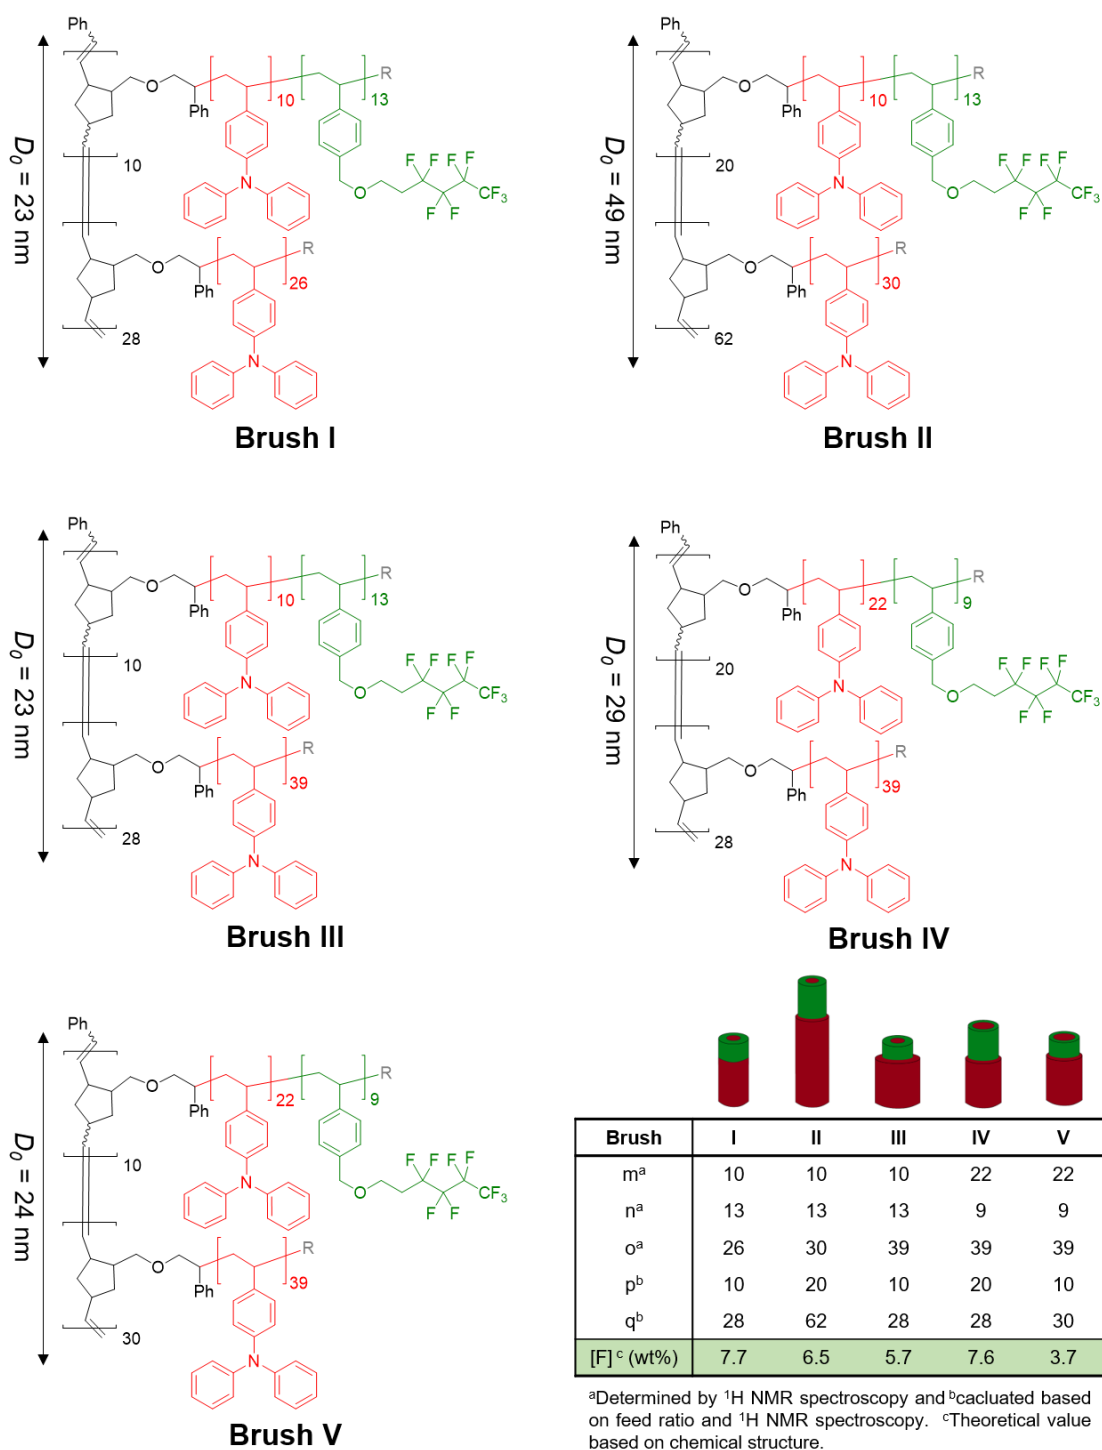 Ph
O
Ph
10
13
R
10
N
O
F F F F
F F
CF3
D0 = 23 nm
O
Ph
26
R
28
N
Brush I
Ph
O
Ph
10
13
R
20
N
O
F F F F
F F
CF3
D0 = 49 nm
O
Ph
30
R
62
N
Brush II
Ph
O
Ph
10
13
R
10
N
O
F F F F
F F
CF3
D0 = 23 nm
O
Ph
39
R
28
N
Brush III
Ph
O
Ph
22
9
R
20
N
O
F F F F
F F
CF3
D0 = 29 nm
O
Ph
39
R
28
N
Brush IV
Ph
O
Ph
22
9
R
10
N
O
F F F F
F F
CF3
D0 = 24 nm
O
Ph
39
R
30
N
Brush V
Brush I II III IV V
mᵃ 10 10 10 22 22
nᵃ 13 13 13 9 9
oᵃ 26 30 39 39 39
pᵇ 10 20 10 20 10
qᵇ 28 62 28 28 30
[F] ᶜ (wt%) 7.7 6.5 5.7 7.6 3.7
ᵃDetermined by ¹H NMR spectroscopy and ᵇcacluated based
on feed ratio and ¹H NMR spectroscopy. ᶜTheoretical value
based on chemical structure.